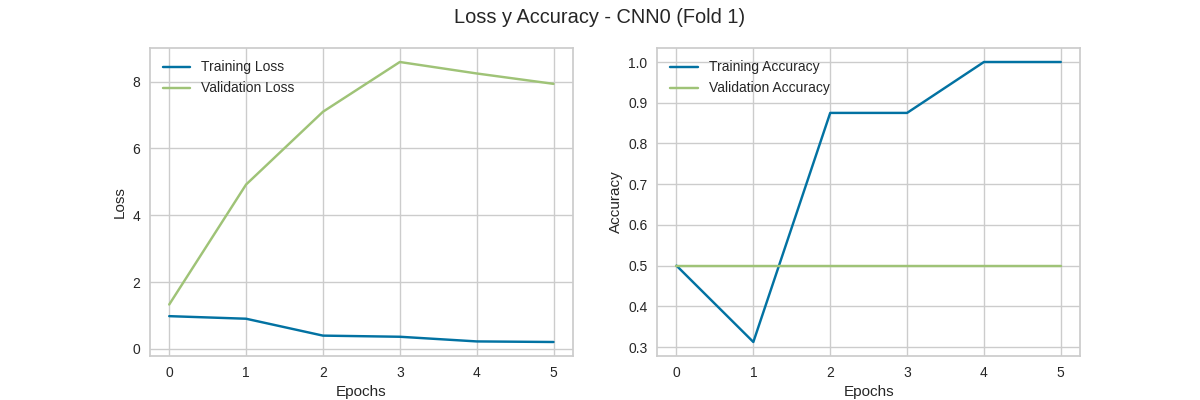 Loss y Accuracy - CNN0 (Fold 1)
Training Loss
Validation Loss
8
6
4
2
0
Loss
0 1 2 3 4 5
Epochs
Training Accuracy
Validation Accuracy
1.0
0.9
0.8
0.7
0.6
0.5
0.4
0.3
Accuracy
0 1 2 3 4 5
Epochs